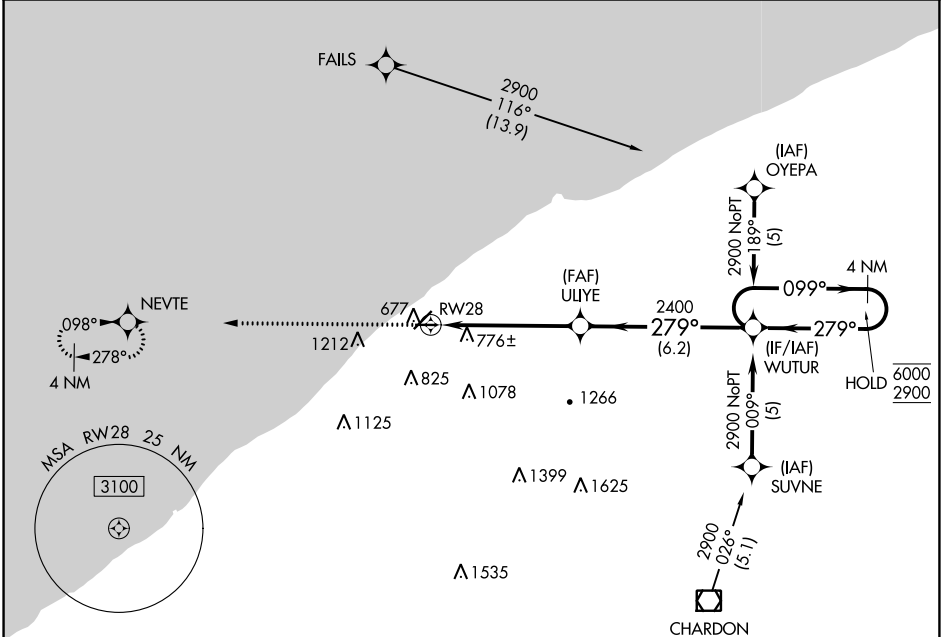 FAILS
2900
116°
(13.9)
(IAF)
OYEPA
2900 NoPT
189°
(5)
4 NM
099°
279°
HOLD
6000
2900
(IF/IAF)
WUTUR
2400
279°
(6.2)
(FAF)
ULIYE
RW28
677
776±
1212
825
1078
1266
1125
1399
1625
1535
NEVTE
098°
278°
4 NM
MSA RW28 25 NM
3100
2900 NoPT
009°
(5)
(IAF)
SUVNE
2900
026°
(5.1)
CHARDON